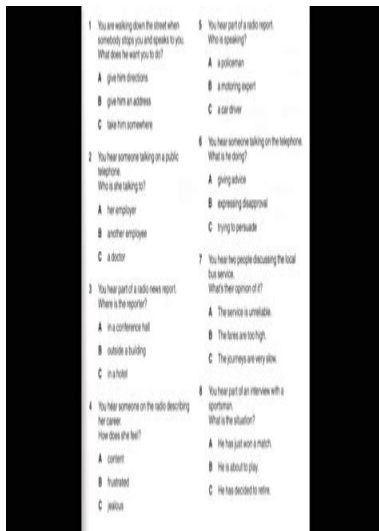 1 You are walking down the street when
somebody stops you and speaks to you.
What does he want you to do?
A give him directions
B give him an address
C take him somewhere
2 You hear someone talking on a public
telephone.
Who is she talking to?
A her employer
B another employee
C a doctor
3 You hear part of a radio news report.
Where is the reporter?
A in a conference hall
B outside a building
C in a hotel
4 You hear someone on the radio describing
her career.
How does she feel?
A content
B frustrated
C jealous
5 You hear part of a radio report.
Who is speaking?
A a policeman
B a motoring expert
C a car driver
6 You hear someone talking on the telephone.
What is he doing?
A giving advice
B expressing disapproval
C trying to persuade
7 You hear two people discussing the local
bus service.
What's their opinion of it?
A The service is unreliable.
B The fares are too high.
C The journeys are very slow.
8 You hear part of an interview with a
sportsman.
What is the situation?
A He has just won a match.
B He is about to play.
C He has decided to retire.